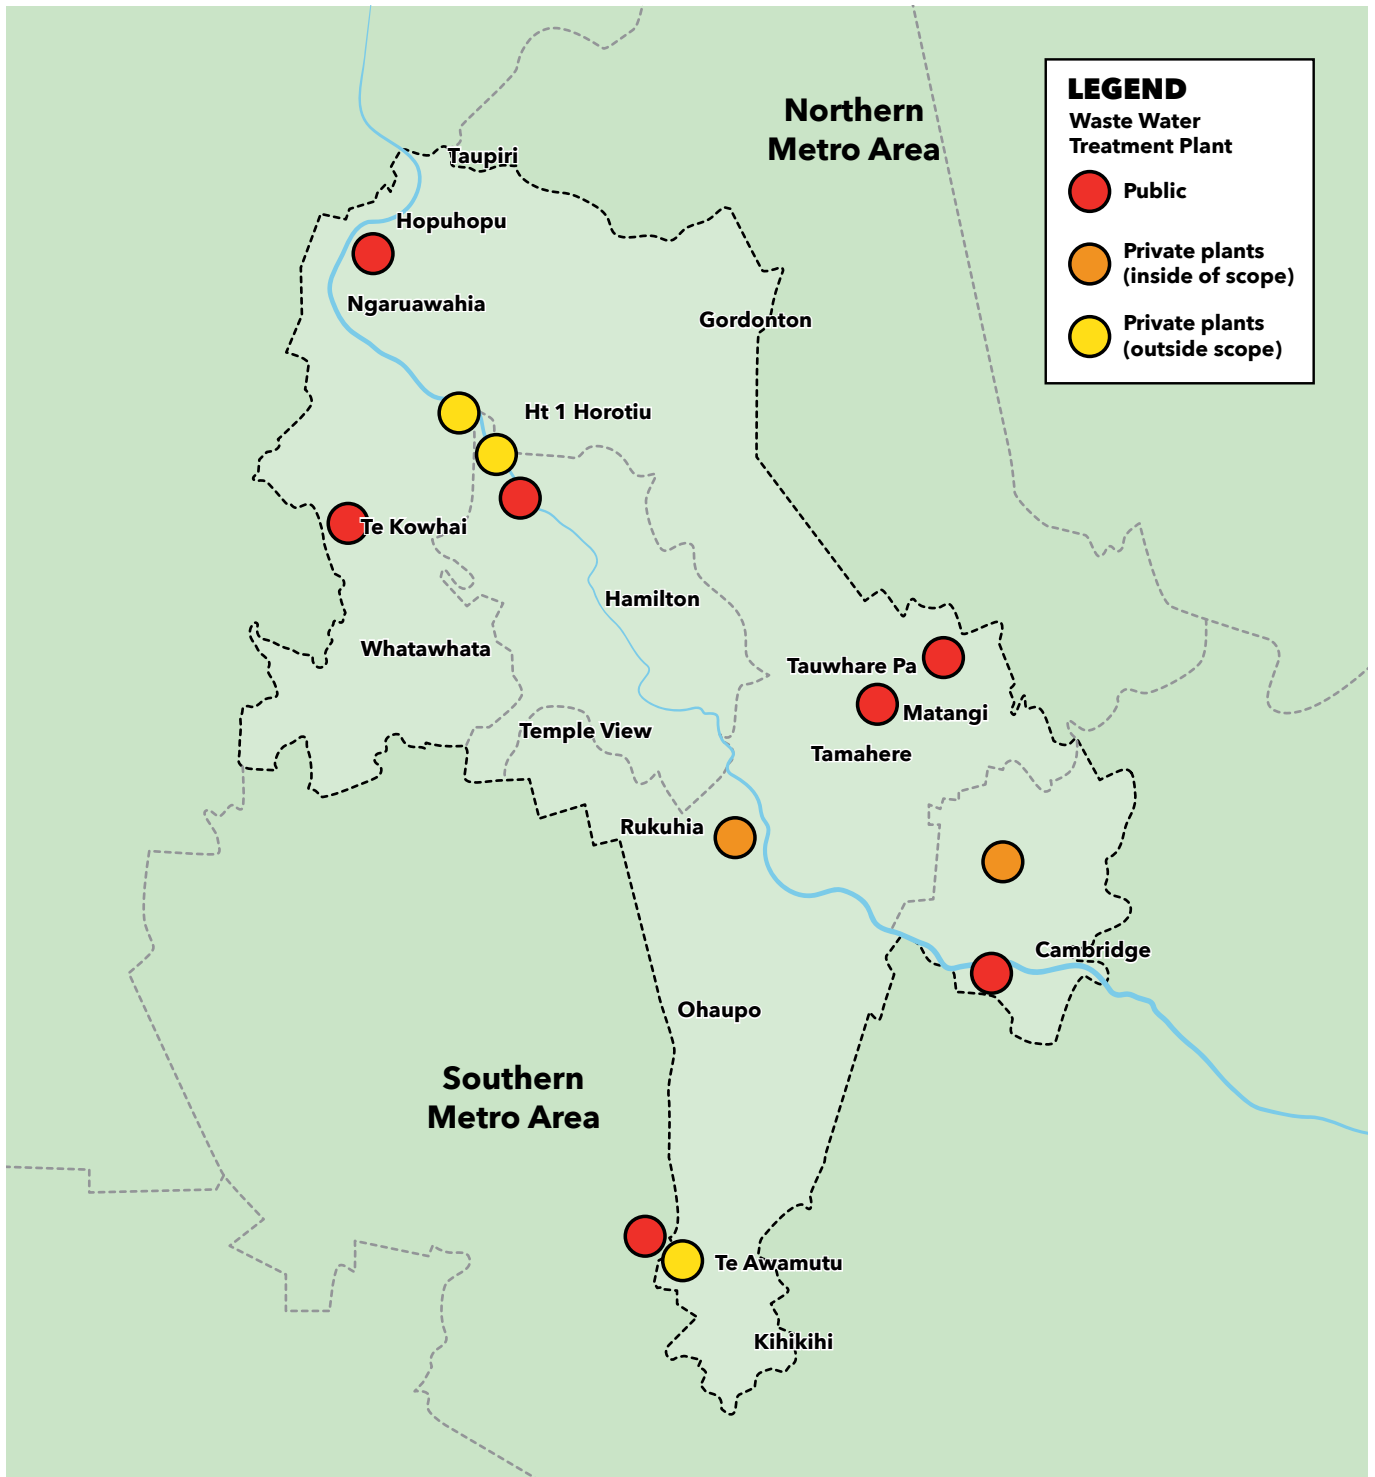 Northern
Metro Area
LEGEND
Waste Water
Treatment Plant
Public
Private plants
(inside of scope)
Private plants
(outside scope)
Taupiri
Hopuhopu
Ngaruawahia
Gordonton
Ht 1 Horotiu
Te Kowhai
Hamilton
Whatawhata
Tauwhare Pa
Matangi
Temple View
Tamahere
Rukuhia
Cambridge
Ohaupo
Southern
Metro Area
Te Awamutu
Kihikihi